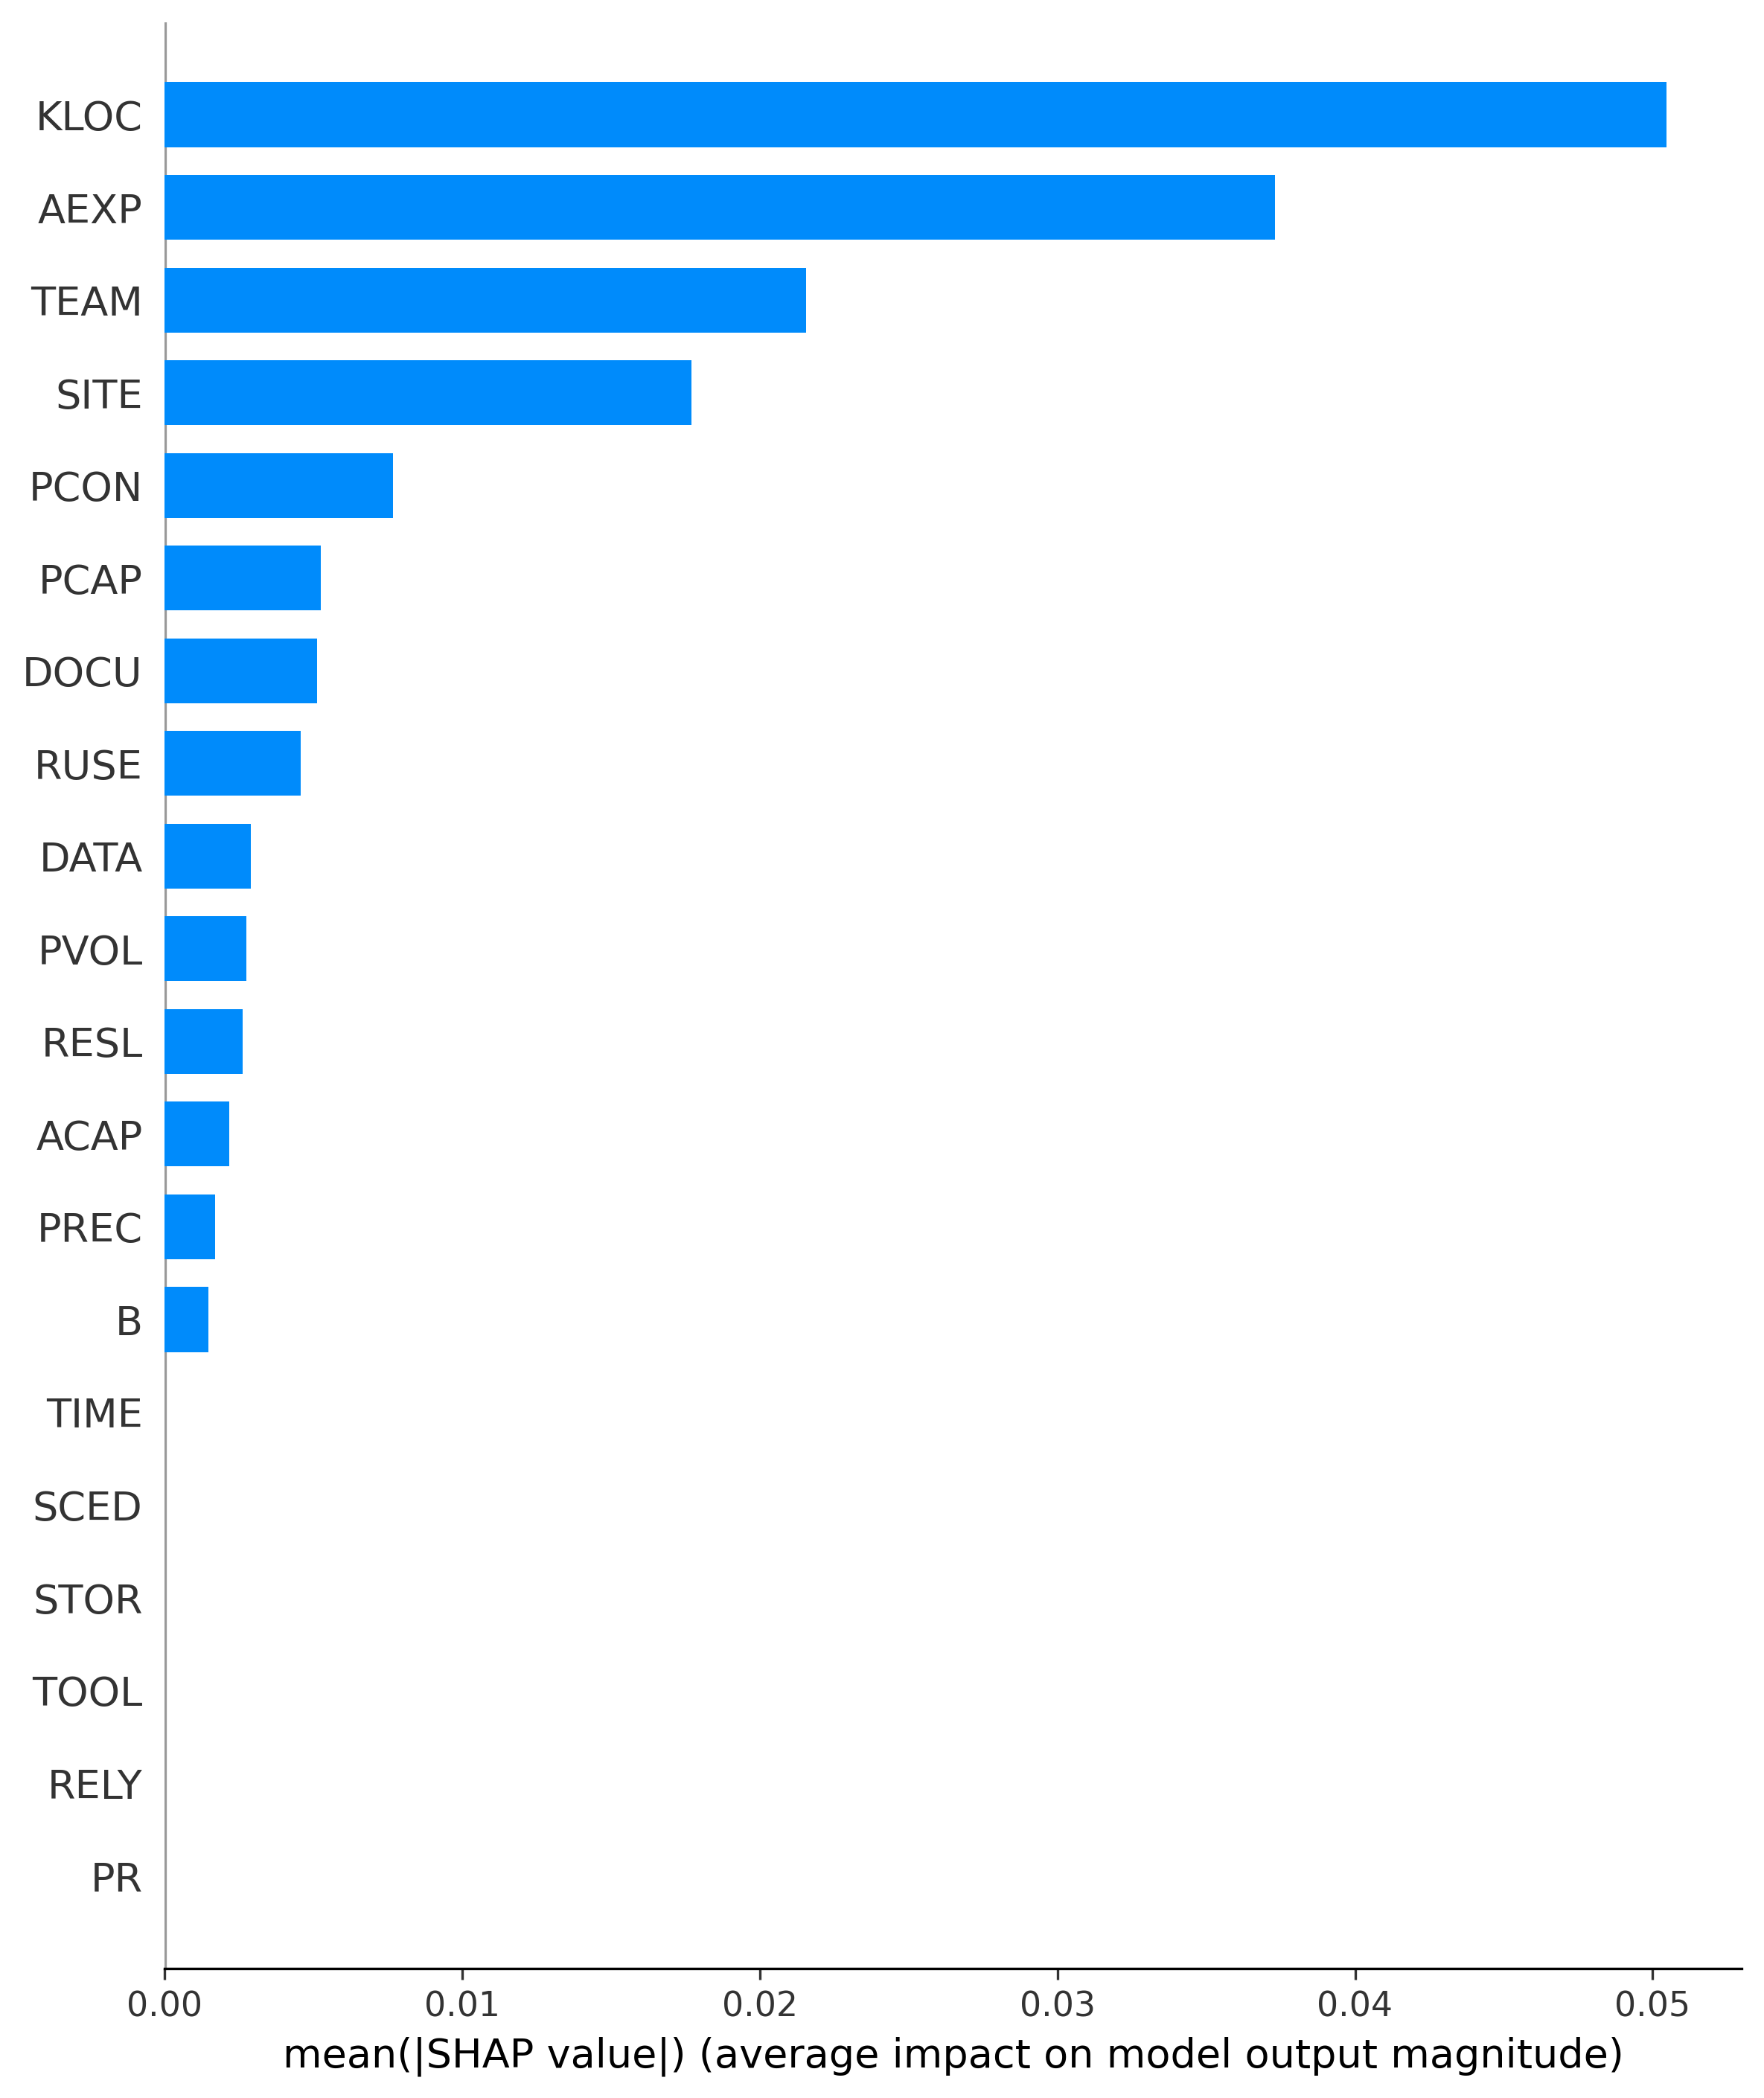 KLOC
AEXP
TEAM
SITE
PCON
PCAP
DOCU
RUSE
DATA
PVOL
RESL
ACAP
PREC
B
TIME
SCED
STOR
TOOL
RELY
PR
0.00 0.01 0.02 0.03 0.04 0.05
mean(|SHAP value|) (average impact on model output magnitude)